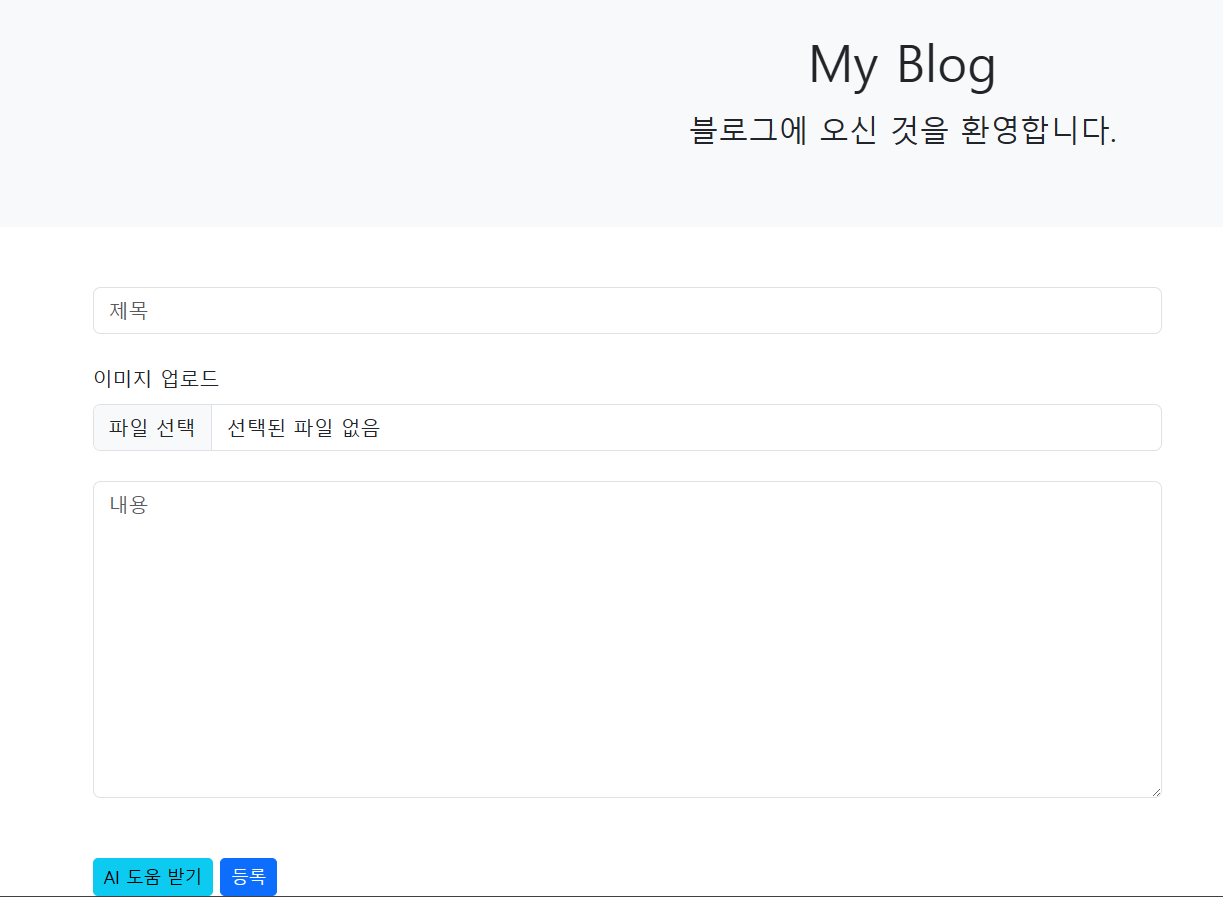 My Blog
블로그에 오신 것을 환영합니다.
제목
이미지 업로드
파일 선택 선택된 파일 없음
내용
AI 도움 받기 등록